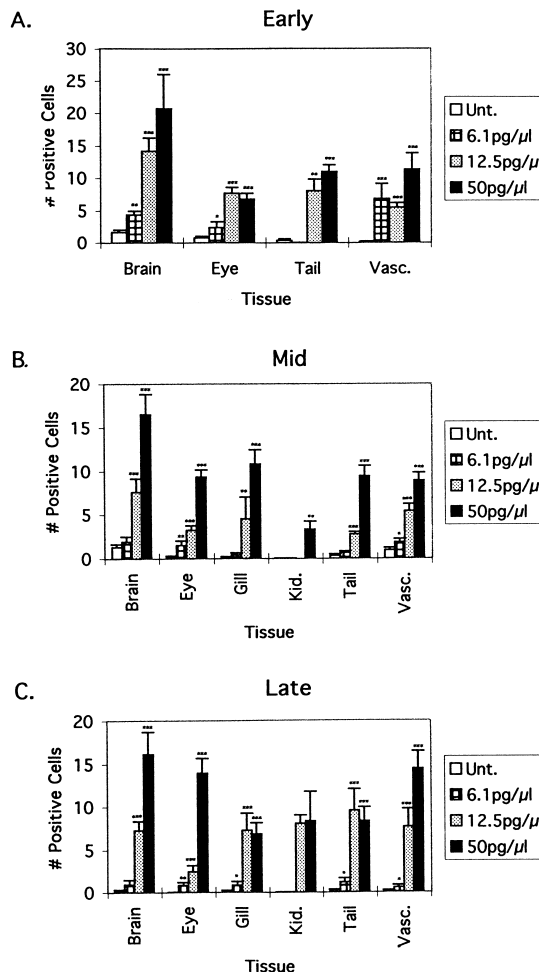 A.
Early
# Positive Cells
30
25
20
15
10
5
0
Brain Eye Tail Vasc.
Tissue
Unt.
6.1pg/µl
12.5pg/µ
50pg/µl
B.
Mid
# Positive Cells
20
15
10
5
0
Brain Eye Gill Kid. Tail Vasc.
Tissue
Unt.
6.1pg/µl
12.5pg/µl
50pg/µl
C.
Late
# Positive Cells
20
15
10
5
0
Brain Eye Gill Kid. Tail Vasc.
Tissue
Unt.
6.1pg/µl
12.5pg/µl
50pg/µl